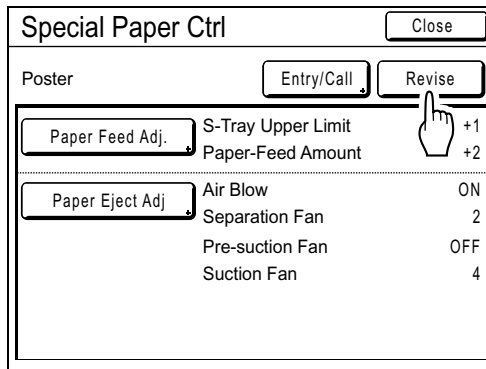 Special Paper Ctrl Close
Poster Entry/Call Revise
Paper Feed Adj. S-Tray Upper Limit +1
Paper-Feed Amount +2
Paper Eject Adj Air Blow ON
Separation Fan 2
Pre-suction Fan OFF
Suction Fan 4